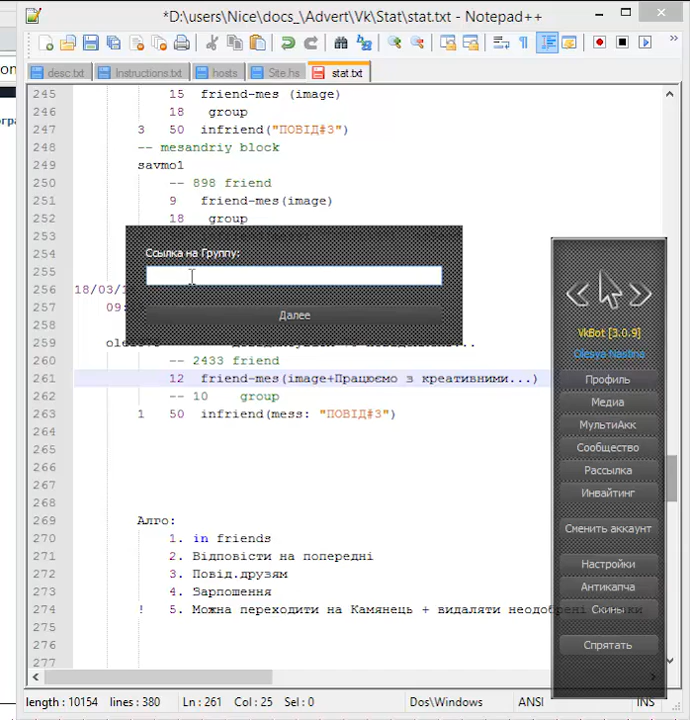 *D:\users\Nice\docs_\Advert\Vk\Stat\stat.txt - Notepad++
desc.txt Instructions.txt hosts Site.hs stat.txt
245 15 friend-mes (image)
246 18 group
247 3 50 infriend("ПОВІД#3")
248 -- mesandriy block
249 savmol
250 -- 898 friend
251 9 friend-mes(image)
252 18 group
253
254
255
256 18/03/1
257 09:
258
259
260 -- 2433 friend
261 12 friend-mes(image+Працюємо з креативними...)
262 -- 10 group
263 1 50 infriend(mess: "ПОВІД#3")
264
265
266
267
268
269 Алго:
270 1. in friends
271 2. Відповісти на попередні
272 3. Повід.друзям
273 4. Зарпошення
274 ! 5. Можна переходити на Камянець + видаляти неодобрені
275
276
277
Ссылка на Группу:
Далее
VkBot [3.0.9]
Olesya Nastina
Профиль
Медиа
МультиАкк
Сообщество
Рассылка
Инвайтинг
Сменить аккаунт
Настройки
Антикапча
Скины
Спрятать
length : 10154 lines : 380 Ln : 261 Col : 25 Sel : 0 Dos\Windows ANSI INS